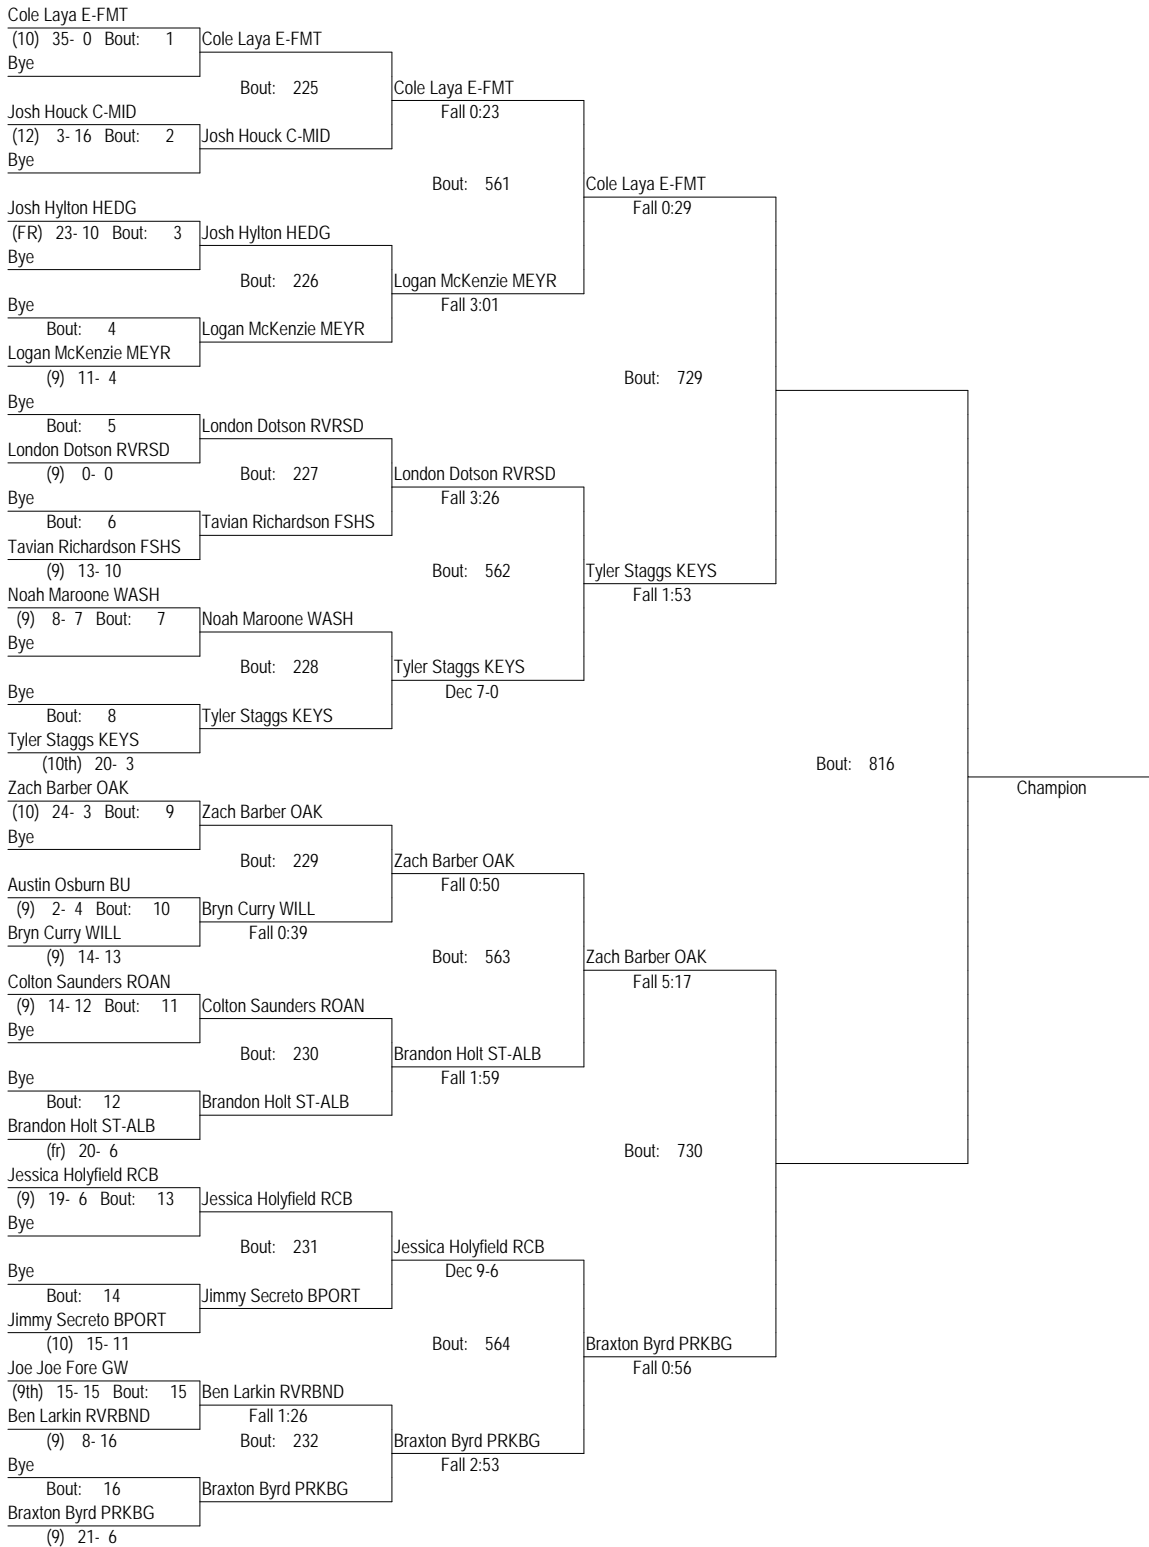 Cole Laya E-FMT
(10) 35- 0 Bout: 1 Cole Laya E-FMT
Bye
Bout: 225 Cole Laya E-FMT
Josh Houck C-MID Fall 0:23
(12) 3- 16 Bout: 2 Josh Houck C-MID
Bye
Bout: 561 Cole Laya E-FMT
Josh Hylton HEDG Fall 0:29
(FR) 23- 10 Bout: 3 Josh Hylton HEDG
Bye
Bout: 226 Logan McKenzie MEYR
Bye Fall 3:01
Bout: 4 Logan McKenzie MEYR
Logan McKenzie MEYR
(9) 11- 4 Bout: 729
Bye
Bout: 5 London Dotson RVRSD
London Dotson RVRSD
(9) 0- 0 Bout: 227 London Dotson RVRSD
Bye Fall 3:26
Bout: 6 Tavian Richardson FSHS
Tavian Richardson FSHS
(9) 13- 10 Bout: 562 Tyler Staggs KEYS
Noah Maroone WASH Fall 1:53
(9) 8- 7 Bout: 7 Noah Maroone WASH
Bye
Bout: 228 Tyler Staggs KEYS
Bye Dec 7-0
Bout: 8 Tyler Staggs KEYS
Tyler Staggs KEYS
(10th) 20- 3 Bout: 816
Zach Barber OAK Champion
(10) 24- 3 Bout: 9 Zach Barber OAK
Bye
Bout: 229 Zach Barber OAK
Austin Osburn BU Fall 0:50
(9) 2- 4 Bout: 10 Bryn Curry WILL
Bryn Curry WILL Fall 0:39
(9) 14- 13 Bout: 563 Zach Barber OAK
Colton Saunders ROAN Fall 5:17
(9) 14- 12 Bout: 11 Colton Saunders ROAN
Bye
Bout: 230 Brandon Holt ST-ALB
Bye Fall 1:59
Bout: 12 Brandon Holt ST-ALB
Brandon Holt ST-ALB
(fr) 20- 6 Bout: 730
Jessica Holyfield RCB
(9) 19- 6 Bout: 13 Jessica Holyfield RCB
Bye
Bout: 231 Jessica Holyfield RCB
Bye Dec 9-6
Bout: 14 Jimmy Secreto BPORT
Jimmy Secreto BPORT
(10) 15- 11 Bout: 564 Braxton Byrd PRKBG
Joe Joe Fore GW Fall 0:56
(9th) 15- 15 Bout: 15 Ben Larkin RVRBND
Ben Larkin RVRBND Fall 1:26
(9) 8- 16 Bout: 232 Braxton Byrd PRKBG
Bye Fall 2:53
Bout: 16 Braxton Byrd PRKBG
Braxton Byrd PRKBG
(9) 21- 6